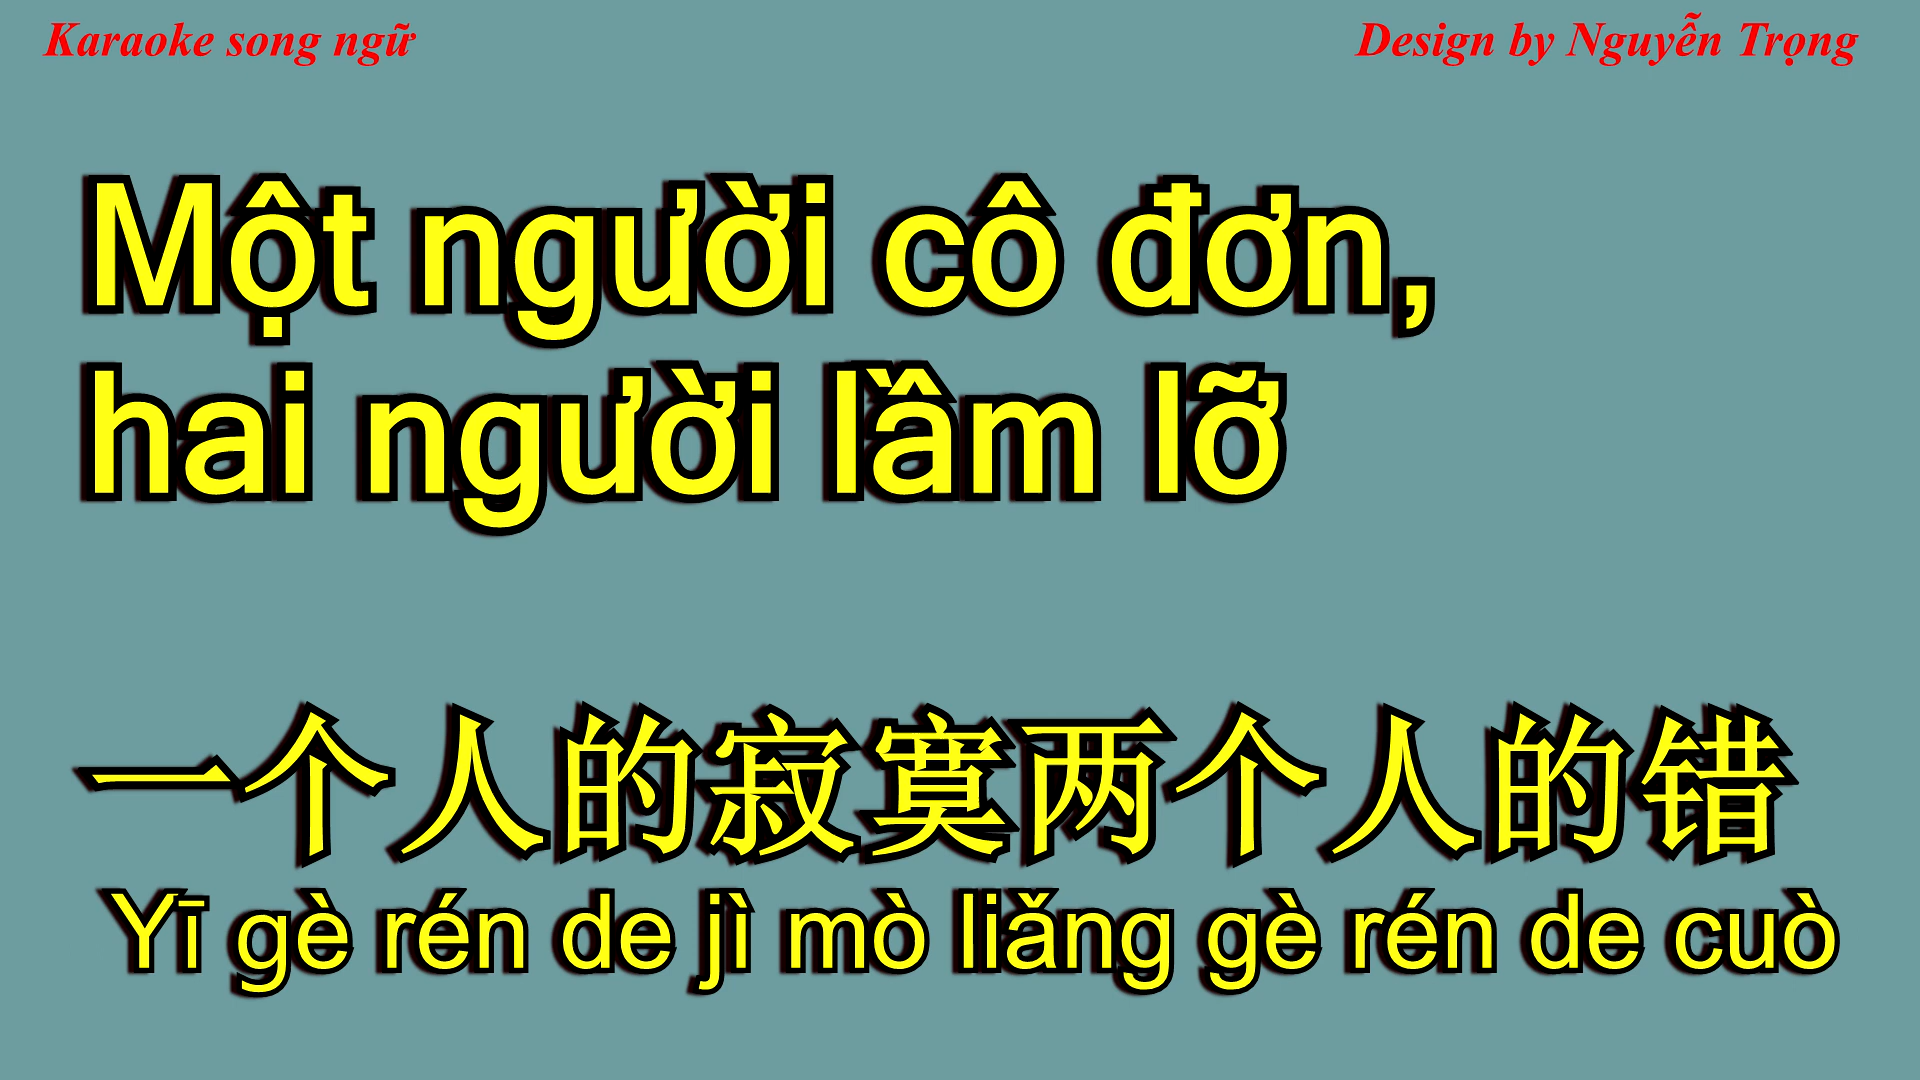 Karaoke song ngữ
Design by Nguyễn Trọng
Một người cô đơn,
hai người lầm lỡ
一个人的寂寞两个人的错
Yī gè rén de jì mò liǎng gè rén de cuò